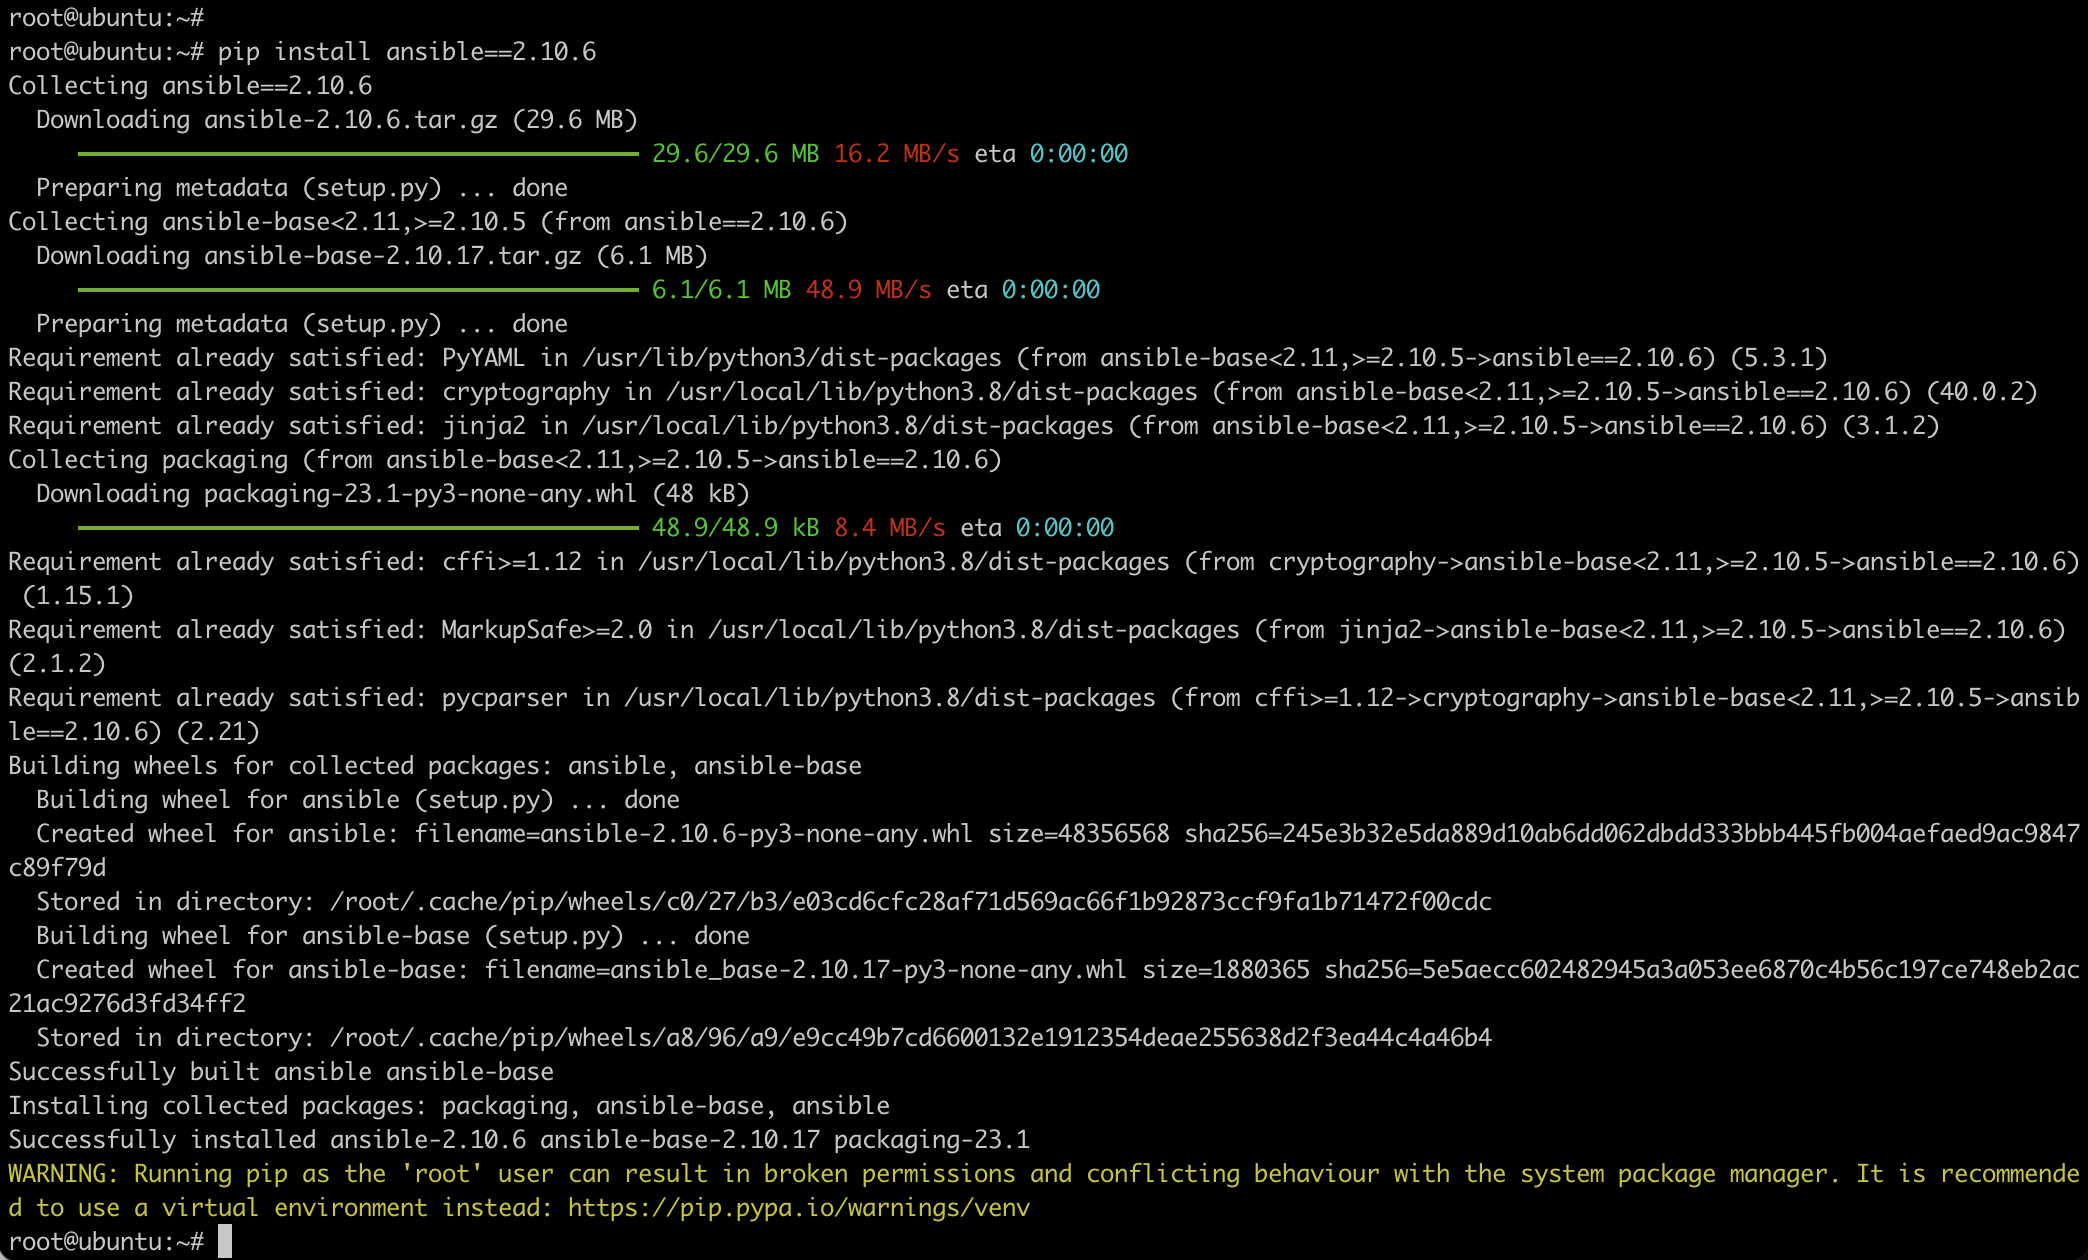 root@ubuntu:~#
root@ubuntu:~# pip install ansible==2.10.6
Collecting ansible==2.10.6
  Downloading ansible-2.10.6.tar.gz (29.6 MB)
     ━━━━━━━━━━━━━━━━━━━━━━━━━━━━━━━━━━━━━━━━ 29.6/29.6 MB 16.2 MB/s eta 0:00:00
  Preparing metadata (setup.py) ... done
Collecting ansible-base<2.11,>=2.10.5 (from ansible==2.10.6)
  Downloading ansible-base-2.10.17.tar.gz (6.1 MB)
     ━━━━━━━━━━━━━━━━━━━━━━━━━━━━━━━━━━━━━━━━ 6.1/6.1 MB 48.9 MB/s eta 0:00:00
  Preparing metadata (setup.py) ... done
Requirement already satisfied: PyYAML in /usr/lib/python3/dist-packages (from ansible-base<2.11,>=2.10.5->ansible==2.10.6) (5.3.1)
Requirement already satisfied: cryptography in /usr/local/lib/python3.8/dist-packages (from ansible-base<2.11,>=2.10.5->ansible==2.10.6) (40.0.2)
Requirement already satisfied: jinja2 in /usr/local/lib/python3.8/dist-packages (from ansible-base<2.11,>=2.10.5->ansible==2.10.6) (3.1.2)
Collecting packaging (from ansible-base<2.11,>=2.10.5->ansible==2.10.6)
  Downloading packaging-23.1-py3-none-any.whl (48 kB)
     ━━━━━━━━━━━━━━━━━━━━━━━━━━━━━━━━━━━━━━━━ 48.9/48.9 kB 8.4 MB/s eta 0:00:00
Requirement already satisfied: cffi>=1.12 in /usr/local/lib/python3.8/dist-packages (from cryptography->ansible-base<2.11,>=2.10.5->ansible==2.10.6)
 (1.15.1)
Requirement already satisfied: MarkupSafe>=2.0 in /usr/local/lib/python3.8/dist-packages (from jinja2->ansible-base<2.11,>=2.10.5->ansible==2.10.6)
(2.1.2)
Requirement already satisfied: pycparser in /usr/local/lib/python3.8/dist-packages (from cffi>=1.12->cryptography->ansible-base<2.11,>=2.10.5->ansib
le==2.10.6) (2.21)
Building wheels for collected packages: ansible, ansible-base
  Building wheel for ansible (setup.py) ... done
  Created wheel for ansible: filename=ansible-2.10.6-py3-none-any.whl size=48356568 sha256=245e3b32e5da889d10ab6dd062dbdd333bbb445fb004aefaed9ac9847
c89f79d
  Stored in directory: /root/.cache/pip/wheels/c0/27/b3/e03cd6cfc28af71d569ac66f1b92873ccf9fa1b71472f00cdc
  Building wheel for ansible-base (setup.py) ... done
  Created wheel for ansible-base: filename=ansible_base-2.10.17-py3-none-any.whl size=1880365 sha256=5e5aecc602482945a3a053ee6870c4b56c197ce748eb2ac
21ac9276d3fd34ff2
  Stored in directory: /root/.cache/pip/wheels/a8/96/a9/e9cc49b7cd6600132e1912354deae255638d2f3ea44c4a46b4
Successfully built ansible ansible-base
Installing collected packages: packaging, ansible-base, ansible
Successfully installed ansible-2.10.6 ansible-base-2.10.17 packaging-23.1
WARNING: Running pip as the 'root' user can result in broken permissions and conflicting behaviour with the system package manager. It is recommende
d to use a virtual environment instead: https://pip.pypa.io/warnings/venv
root@ubuntu:~#